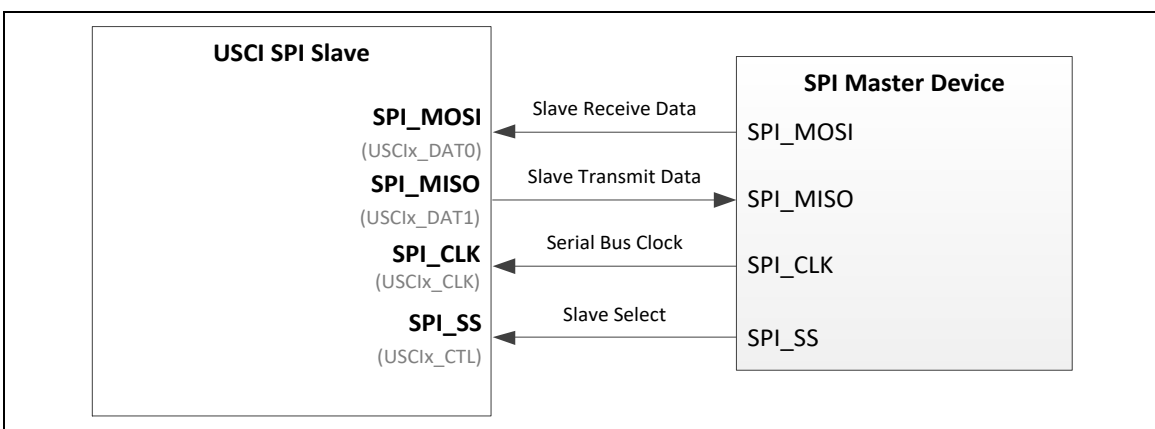 USCI SPI Slave
SPI Master Device
SPI_MOSI
(USCIx_DAT0)
Slave Receive Data
SPI_MOSI
SPI_MISO
(USCIx_DAT1)
Slave Transmit Data
SPI_MISO
SPI_CLK
(USCIx_CLK)
Serial Bus Clock
SPI_CLK
SPI_SS
(USCIx_CTL)
Slave Select
SPI_SS